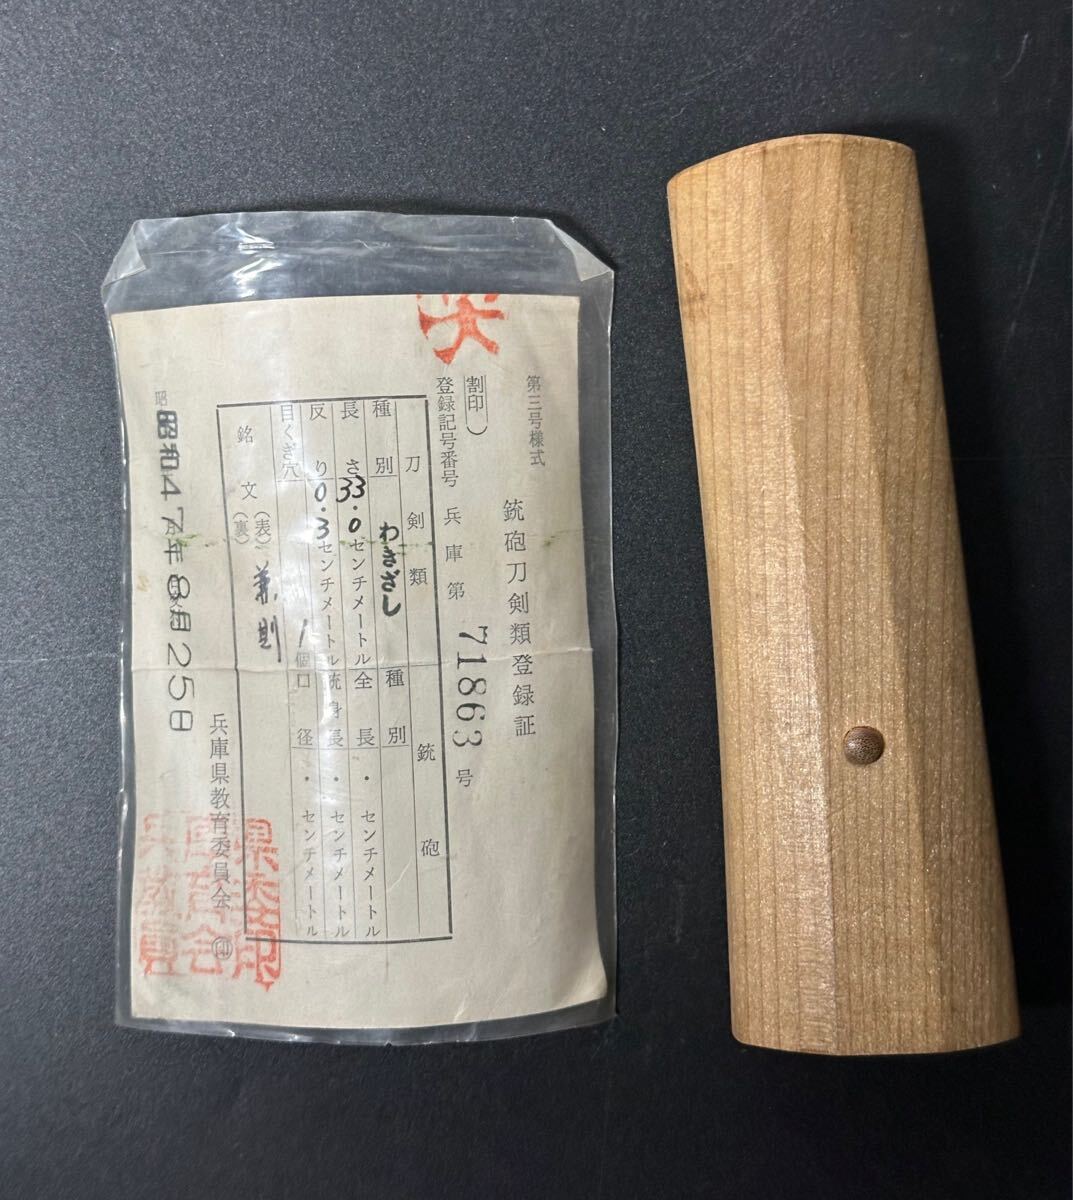 第三号様式
銃砲刀剣類登録証
(割印)
登録記号番号 兵庫第 71863 号
刀剣類 銃砲
種別 わきざし 種別
長さ 33.0センチメートル 全長 ・ センチメートル
反り 0.3センチメートル 銃身長 ・ センチメートル
目くぎ穴 1個 口径 ・ センチメートル
銘文 (表) 兼則
(裏)
昭和47年8月25日
兵庫県教育委員会 ㊞